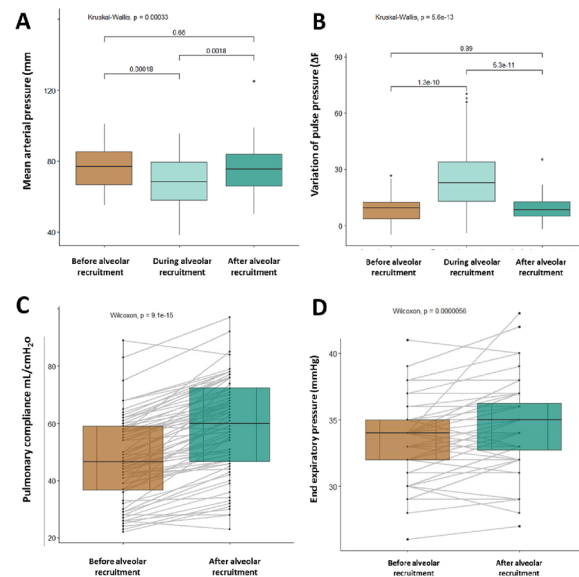 A
Kruskal-Wallis, p = 0.00033
0.66
0.00018
0.0018
Mean arterial pressure (mm
120
80
40
Before alveolar
recruitment
During alveolar
recruitment
After alveolar
recruitment
B
Kruskal-Wallis, p = 5.6e-13
0.89
1.3e-10
5.3e-11
Variation of pulse pressure (ΔF
90
60
30
0
Before alveolar
recruitment
During alveolar
recruitment
After alveolar
recruitment
C
Wilcoxon, p = 9.1e-15
Pulmonary compliance mL/cmH₂o
80
60
40
20
Before alveolar
recruitment
After alveolar
recruitment
D
Wilcoxon, p = 0.0000056
End expiratory pressure (mmHg)
40
35
30
Before alveolar
recruitment
After alveolar
recruitment